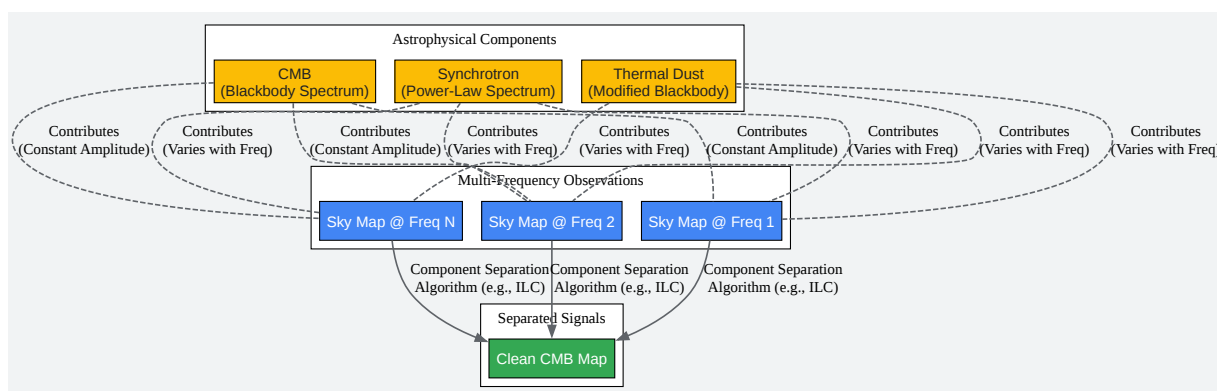 Astrophysical Components
CMB
(Blackbody Spectrum)
Synchrotron
(Power-Law Spectrum)
Thermal Dust
(Modified Blackbody)
Contributes
(Constant Amplitude)
Contributes
(Varies with Freq)
Contributes
(Constant Amplitude)
Contributes
(Varies with Freq)
Contributes
(Varies with Freq)
Contributes
(Constant Amplitude)
Contributes
(Varies with Freq)
Contributes
(Varies with Freq)
Contributes
(Varies with Freq)
Multi-Frequency Observations
Sky Map @ Freq N
Sky Map @ Freq 2
Sky Map @ Freq 1
Component Separation
Algorithm (e.g., ILC)
Component Separation
Algorithm (e.g., ILC)
Component Separation
Algorithm (e.g., ILC)
Separated Signals
Clean CMB Map